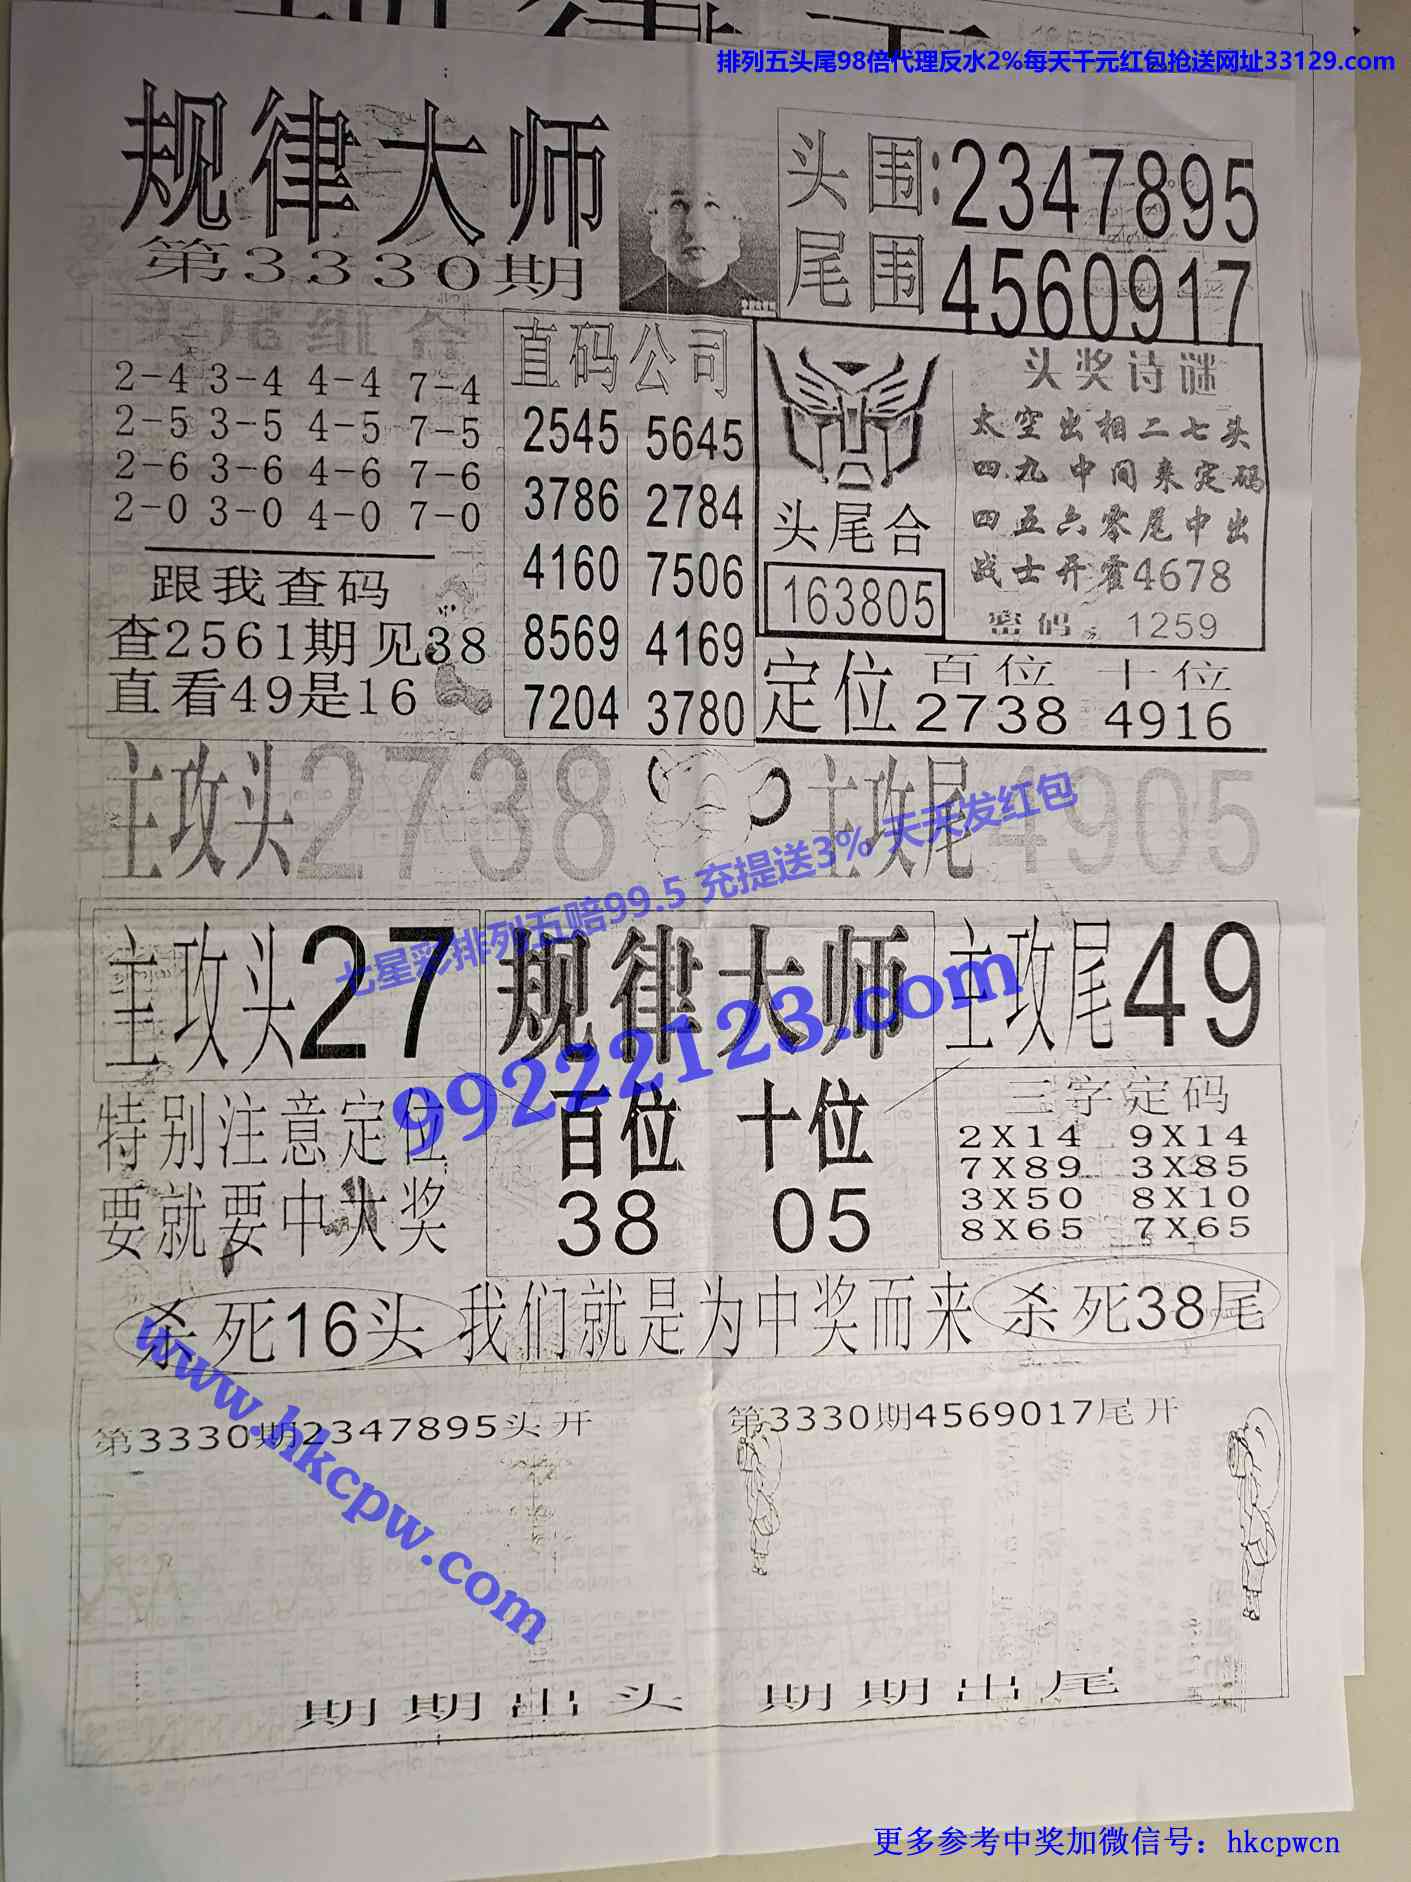 排列五头尾98倍代理反水2%每天千元红包抢送网址33129.com
规律大师
第3330期
头围:2347895
尾围4560917
头尾组合
2-4 3-4 4-4 7-4
2-5 3-5 4-5 7-5
2-6 3-6 4-6 7-6
2-0 3-0 4-0 7-0
跟我查码
查2561期见38
直看49是16
直码公司
2545 5645
3786 2784
4160 7506
8569 4169
7204 3780
头尾合
163805
头奖诗谜
太空出相二七头
四九中间来定码
四五六零尾中出
战士开霍4678
密码：1259
定位 百位 十位
2738 4916
主攻头2738
主攻尾4905
七星彩排列五赔99.5 充提送3% 天天发红包
99222123.com
主攻头27
规律大师
主攻尾49
特别注意定位
要就要中大奖
百位 十位
38 05
三字定码
2X14 9X14
7X89 3X85
3X50 8X10
8X65 7X65
杀死16头 我们就是为中奖而来 杀死38尾
www.hkcpw.com
第3330期2347895头开
第3330期4569017尾开
期期出头 期期出尾
更多参考中奖加微信号：hkcpwcn